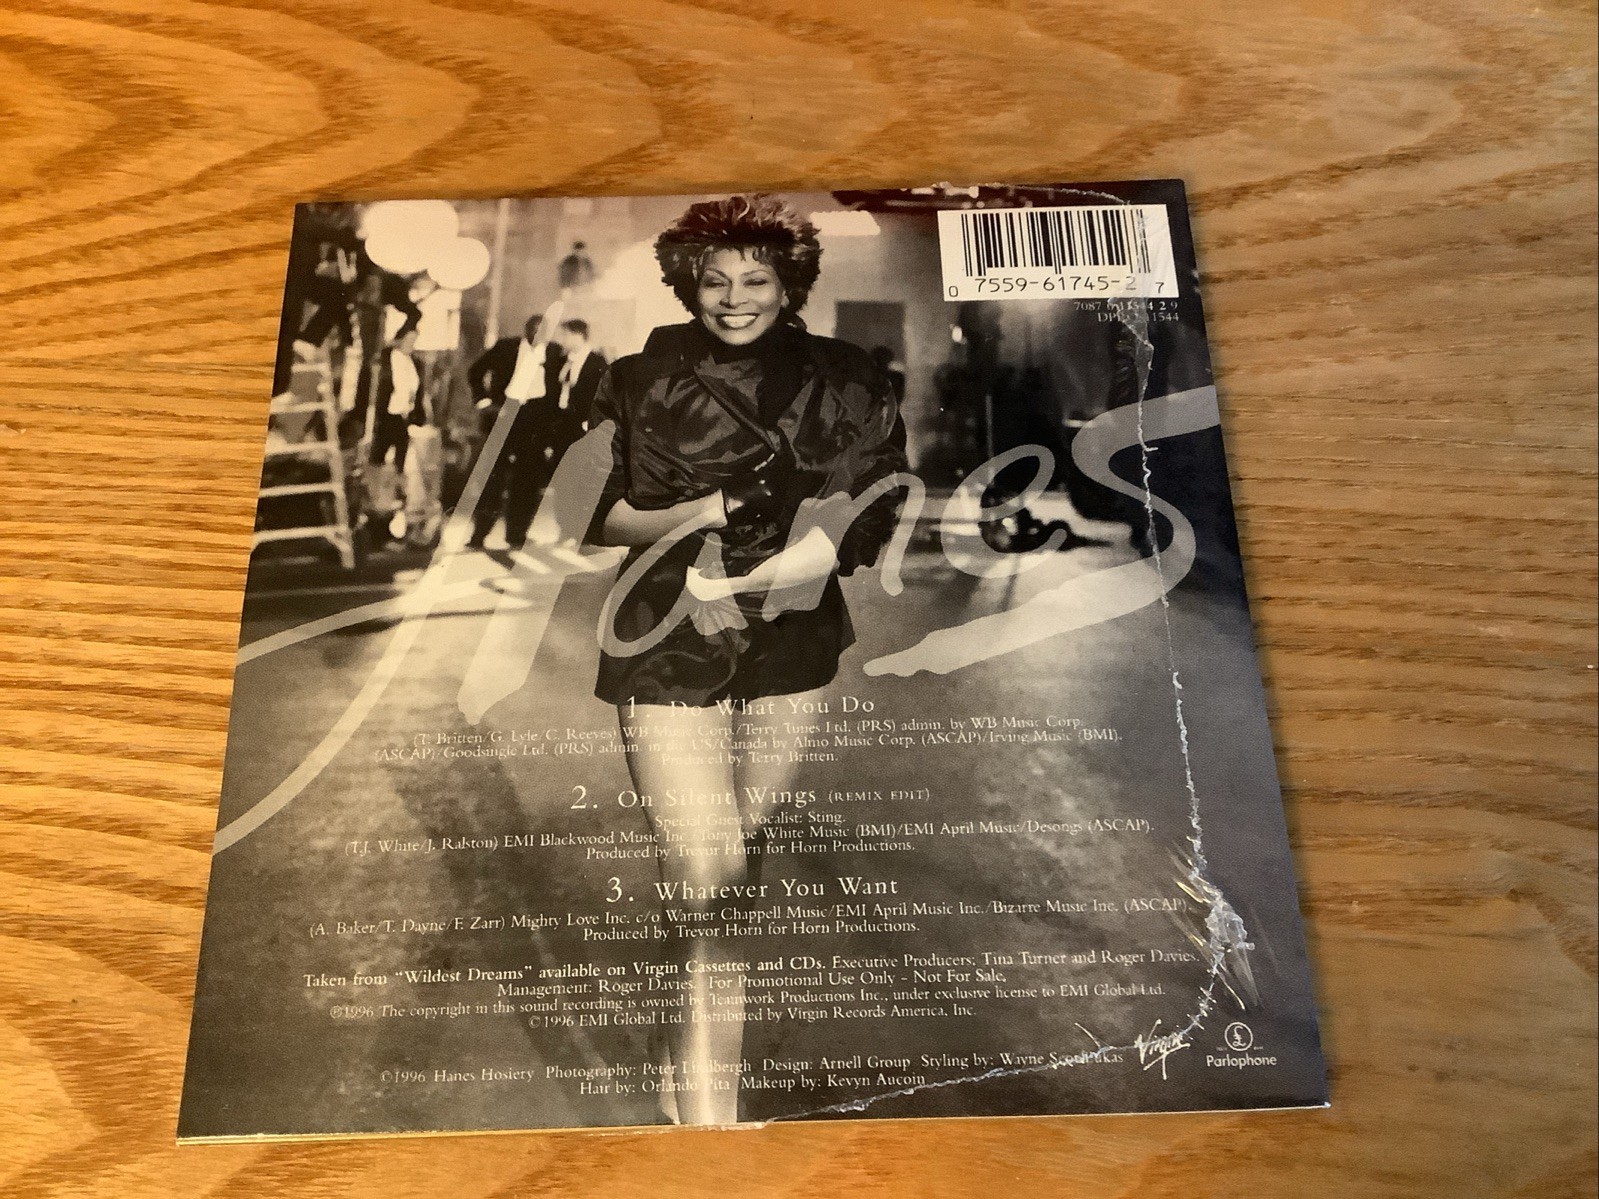 0 7559-61745-2 7
7087 6 11544 2 9
11544
Hanes
1. Do What You Do
(T. Britten/G. Lyle/C. Reeves) WB Music Corp./Terry Tunes Ltd. (PRS) admin. by WB Music Corp.
(ASCAP)/Goodsingle Ltd. (PRS) admin. in the US/Canada by Almo Music Corp. (ASCAP)/Irving Music (BMI).
Produced by Terry Britten.
2. On Silent Wings (REMIX EDIT)
Special Guest Vocalist: Sting.
(T.J. White/J. Ralston) EMI Blackwood Music Inc./Tony Joe White Music (BMI)/EMI April Music/Desongs (ASCAP).
Produced by Trevor Horn for Horn Productions.
3. Whatever You Want
(A. Baker/T. Dayne/F. Zarr) Mighty Love Inc. c/o Warner Chappell Music/EMI April Music Inc./Bizarre Music Inc. (ASCAP).
Produced by Trevor Horn for Horn Productions.
Taken from "Wildest Dreams" available on Virgin Cassettes and CDs. Executive Producers: Tina Turner and Roger Davies.
Management: Roger Davies. For Promotional Use Only - Not For Sale.
℗1996 The copyright in this sound recording is owned by Teamwork Productions Inc., under exclusive license to EMI Global Ltd.
©1996 EMI Global Ltd. Distributed by Virgin Records America, Inc.
©1996 Hanes Hosiery Photography: Peter Lindbergh Design: Arnell Group Styling by: Wayne Scot Lukas
Hair by: Orlando Pita Makeup by: Kevyn Aucoin
Virgin
£
Parlophone